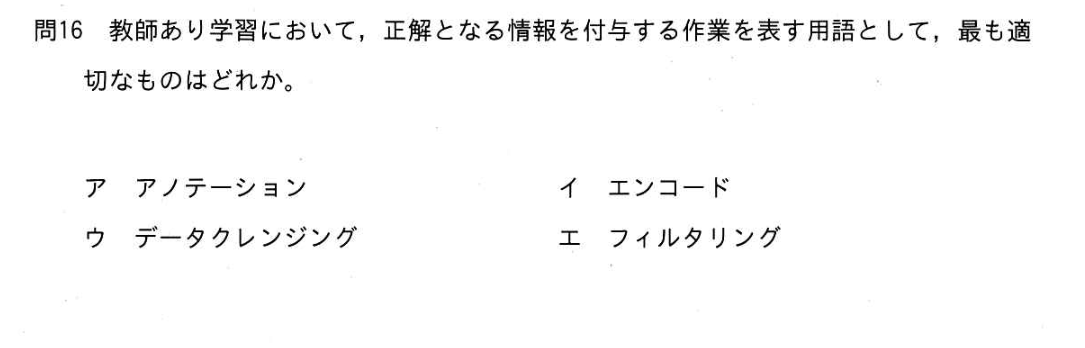 問16　教師あり学習において，正解となる情報を付与する作業を表す用語として，最も適
切なものはどれか。
ア　アノテーション　イ　エンコード
ウ　データクレンジング　エ　フィルタリング